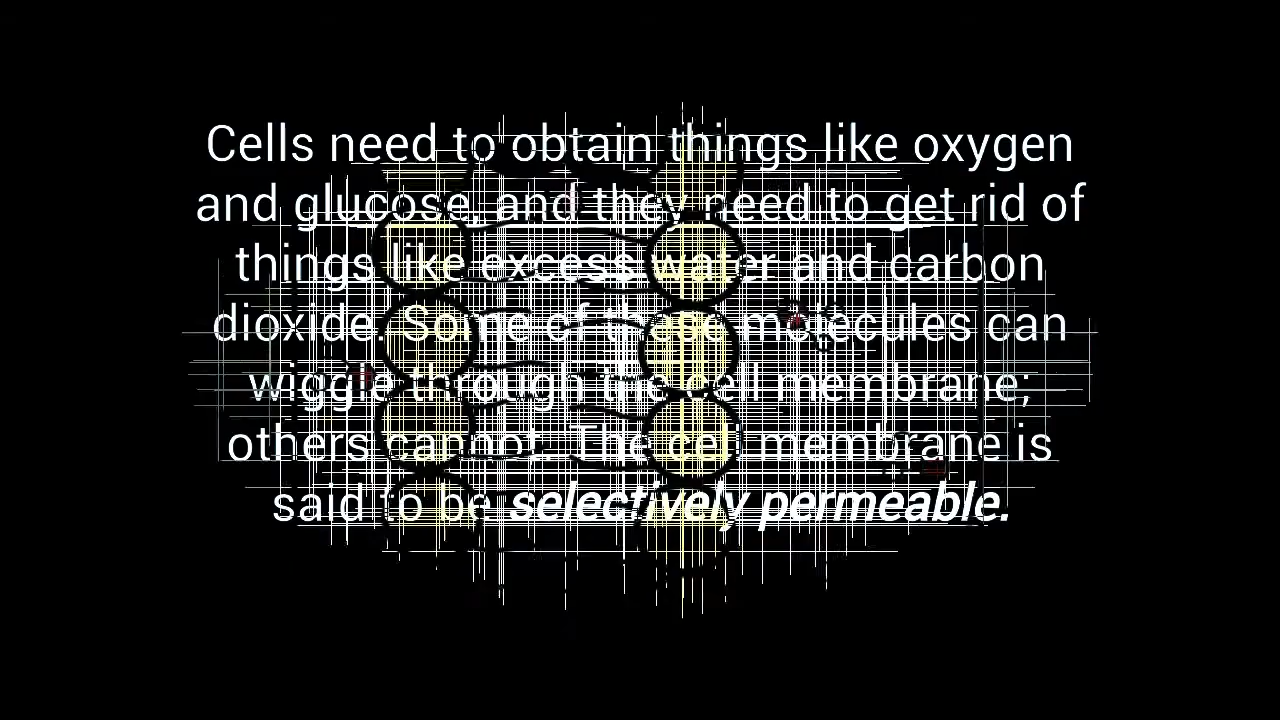 Cells need to obtain things like oxygen
and glucose, and they need to get rid of
things like excess water and carbon
dioxide. Some of these molecules can
wiggle through the cell membrane;
others cannot. The cell membrane is
said to be selectively permeable.